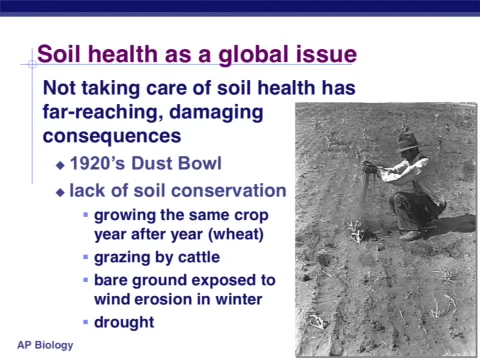 Soil health as a global issue
Not taking care of soil health has
far-reaching, damaging
consequences
◆ 1920's Dust Bowl
◆ lack of soil conservation
▪ growing the same crop
year after year (wheat)
▪ grazing by cattle
▪ bare ground exposed to
wind erosion in winter
▪ drought
AP Biology